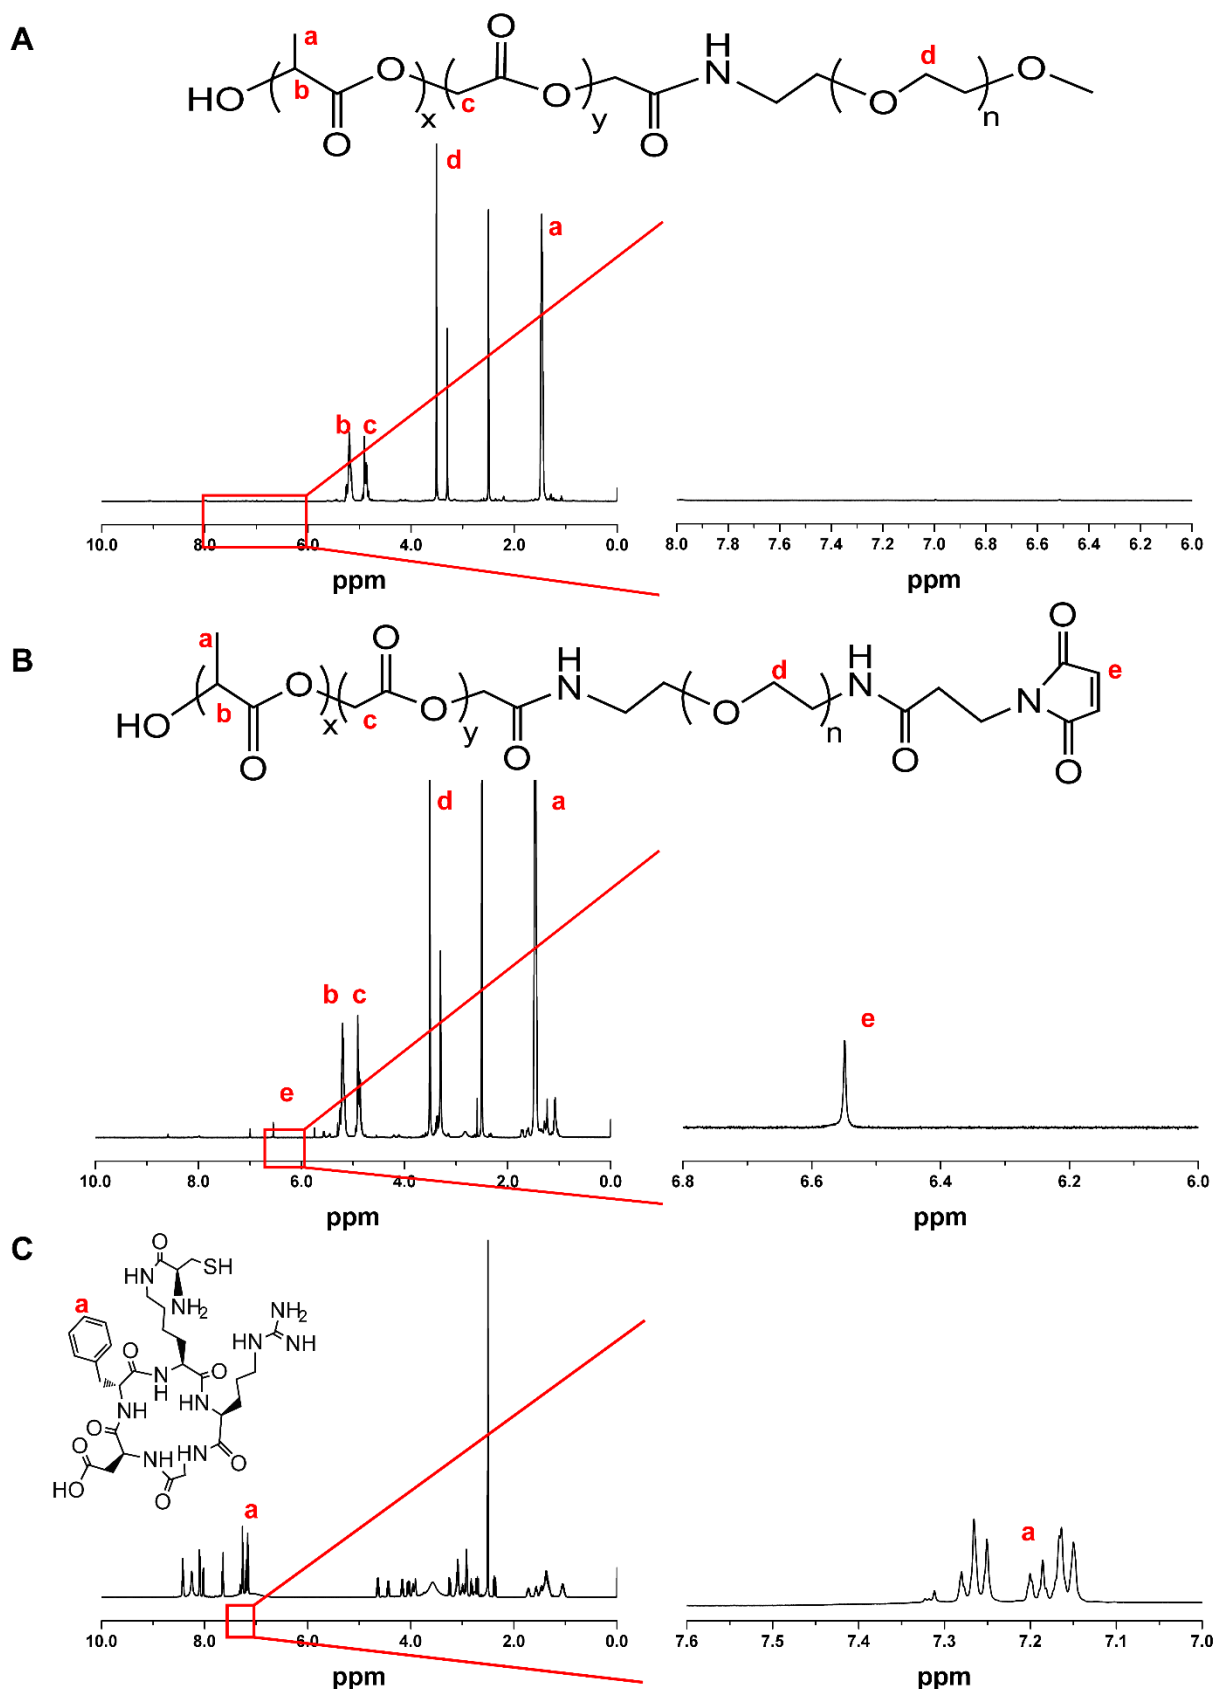 A
a
b
c
d
HO
O
O
x
O
O
y
O
H
N
O
n
O
d
a
b c
10.0 8.0 6.0 4.0 2.0 0.0
ppm
8.0 7.8 7.6 7.4 7.2 7.0 6.8 6.6 6.4 6.2 6.0
ppm
B
a
b
c
d
e
HO
O
O
x
O
O
y
O
H
N
O
n
H
N
O
N
O
O
d
a
b c
e
10.0 8.0 6.0 4.0 2.0 0.0
ppm
e
6.8 6.6 6.4 6.2 6.0
ppm
C
O
SH
HN
NH2
a
NH2
HN
NH
O
N
H
O
NH
NH
O
O
O
HO
NH
HN
O
O
a
10.0 8.0 6.0 4.0 2.0 0.0
ppm
a
7.6 7.5 7.4 7.3 7.2 7.1 7.0
ppm